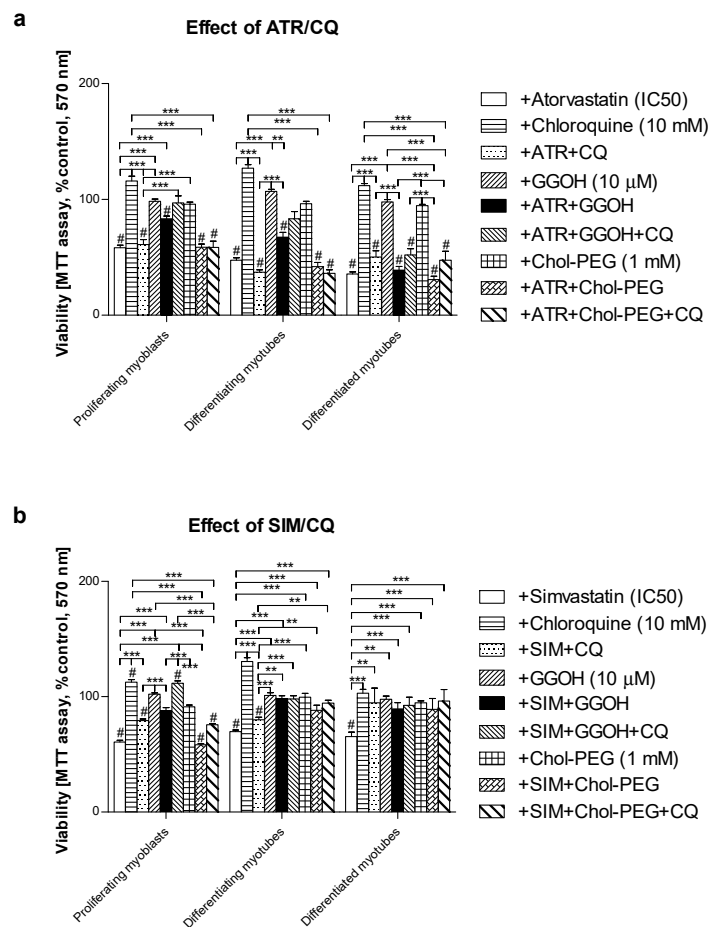 a
Effect of ATR/CQ
Viability [MTT assay, % control, 570 nm]
200
100
0
*** *** ***
*** *** ***
*** *** ** *** ***
*** *** *** *** *** ***
*** ***
# # # # # # # # # # # # # # # #
Proliferating myoblasts
Differentiating myotubes
Differentiated myotubes
+Atorvastatin (IC50)
+Chloroquine (10 mM)
+ATR+CQ
+GGOH (10 μM)
+ATR+GGOH
+ATR+GGOH+CQ
+Chol-PEG (1 mM)
+ATR+Chol-PEG
+ATR+Chol-PEG+CQ
b
Effect of SIM/CQ
Viability [MTT assay, % control, 570 nm]
200
100
0
*** *** ***
*** *** ***
*** *** ** ***
*** *** *** ** ***
*** *** *** *** **
*** *** *** ** ***
# # # # # # # # # # # #
Proliferating myoblasts
Differentiating myotubes
Differentiated myotubes
+Simvastatin (IC50)
+Chloroquine (10 mM)
+SIM+CQ
+GGOH (10 μM)
+SIM+GGOH
+SIM+GGOH+CQ
+Chol-PEG (1 mM)
+SIM+Chol-PEG
+SIM+Chol-PEG+CQ